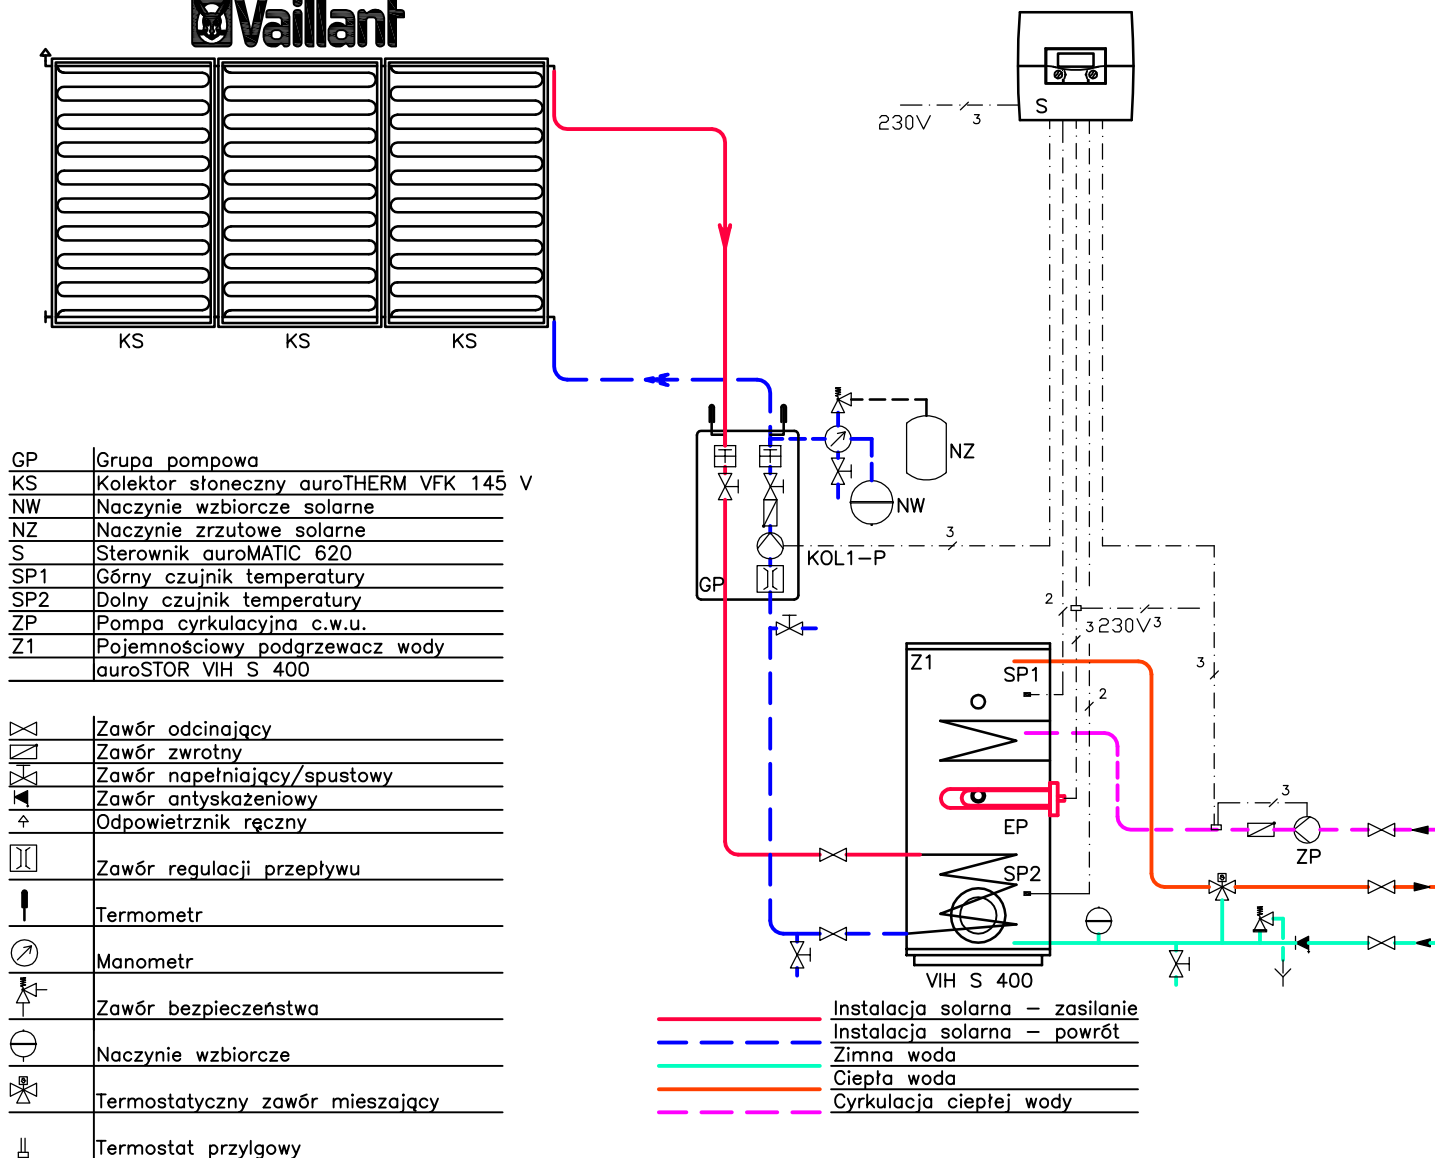 Vaillant
S
230V
3
KS
KS
KS
GP Grupa pompowa
KS Kolektor słoneczny auroTHERM VFK 145 V
NW Naczynie wzbiorcze solarne
NZ Naczynie zrzutowe solarne
S Sterownik auroMATIC 620
SP1 Górny czujnik temperatury
SP2 Dolny czujnik temperatury
ZP Pompa cyrkulacyjna c.w.u.
Z1 Pojemnościowy podgrzewacz wody
auroSTOR VIH S 400
Zawór odcinający
Zawór zwrotny
Zawór napełniający/spustowy
Zawór antyskażeniowy
Odpowietrznik ręczny
Zawór regulacji przepływu
Termometr
Manometr
Zawór bezpieczeństwa
Naczynie wzbiorcze
Termostatyczny zawór mieszający
Termostat przylgowy
NZ
NW
3
KOL1-P
GP
2
3
230V
3
3
2
Z1
SP1
EP
SP2
3
ZP
VIH S 400
Instalacja solarna - zasilanie
Instalacja solarna - powrót
Zimna woda
Ciepła woda
Cyrkulacja ciepłej wody